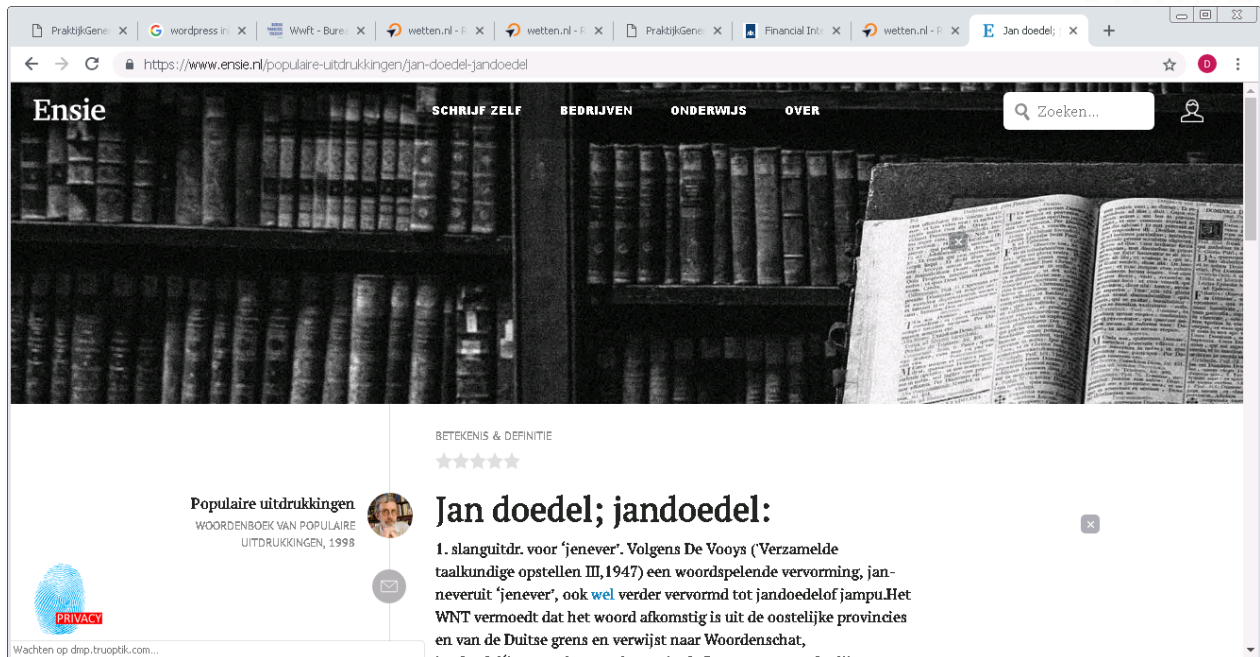 PraktijkGene
wordpress in
Wwft - Bure
wetten.nl - R
wetten.nl - R
PraktijkGene
Financial Inte
wetten.nl - R
Jan doedel;
https://www.ensie.nl/populaire-uitdrukkingen/jan-doedel-jandoedel
D
Ensie
SCHRIJF ZELF BEDRIJVEN ONDERWIJS OVER
Zoeken...
BETEKENIS & DEFINITIE
Populaire uitdrukkingen
WOORDENBOEK VAN POPULAIRE
UITDRUKKINGEN, 1998
Jan doedel; jandoedel:
1. slanguitdr. voor ‘jenever’. Volgens De Vooys (‘Verzamelde
taalkundige opstellen III,1947) een woordspelende vervorming, jan-
neveruit ‘jenever’, ook wel verder vervormd tot jandoedelof jampu.Het
WNT vermoedt dat het woord afkomstig is uit de oostelijke provincies
en van de Duitse grens en verwijst naar Woordenschat,
PRIVACY
Wachten op dmp.truoptik.com...